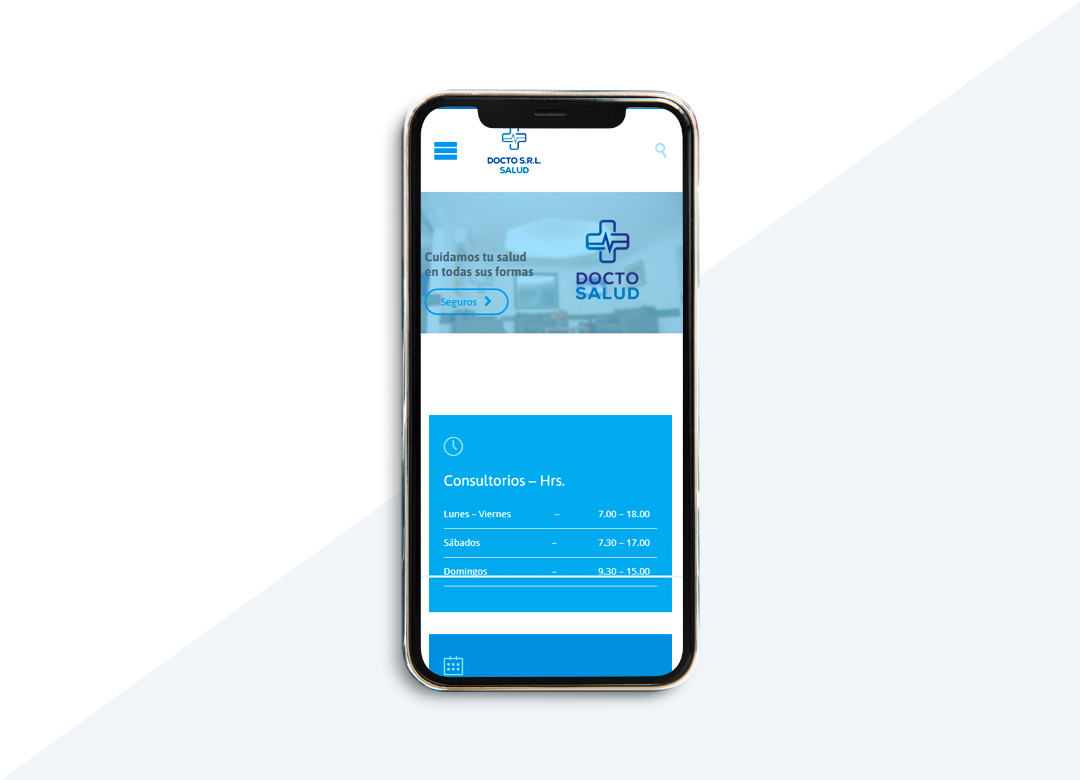 DOCTO S.R.L.
SALUD
Cuidamos tu salud
en todas sus formas
Seguros
DOCTO
SALUD
Consultorios – Hrs.
Lunes – Viernes – 7.00 – 18.00
Sábados – 7.30 – 17.00
Domingos – 9.30 – 15.00